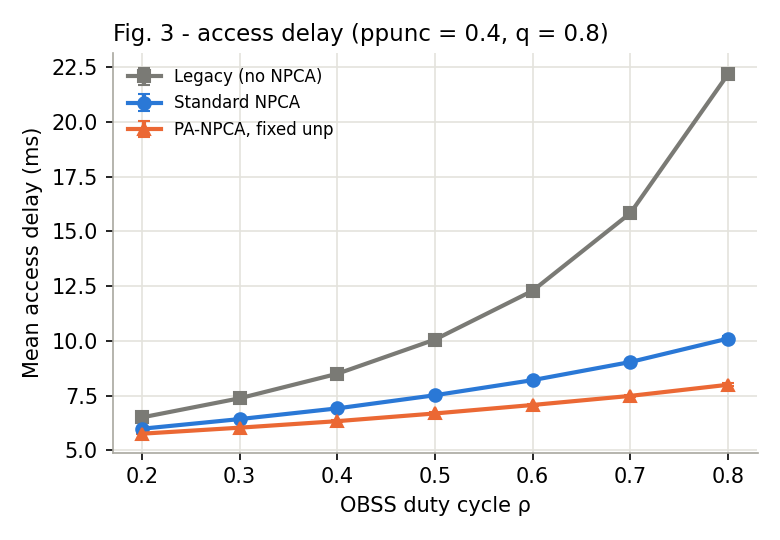 Fig. 3 - access delay (ppunc = 0.4, q = 0.8)
Legacy (no NPCA)
Standard NPCA
PA-NPCA, fixed unp
Mean access delay (ms)
22.5
20.0
17.5
15.0
12.5
10.0
7.5
5.0
0.2 0.3 0.4 0.5 0.6 0.7 0.8
OBSS duty cycle ρ